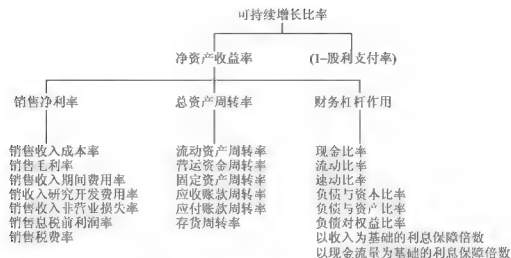 可持续增长比率
净资产收益率 (1-股利支付率)
销售净利率 总资产周转率 财务杠杆作用
销售收入成本率 流动资产周转率 现金比率
销售毛利率 营运资金周转率 流动比率
销售收入期间费用率 固定资产周转率 速动比率
销收入研究开发费用率 应收账款周转率 负债与资本比率
销售收入非营业损失率 应付账款周转率 负债与资产比率
销售总税前利润率 存货周转率 负债对权益比率
销售税费率 以收入为基础的利息保障倍数
以现金流量为基础的利息保障倍数